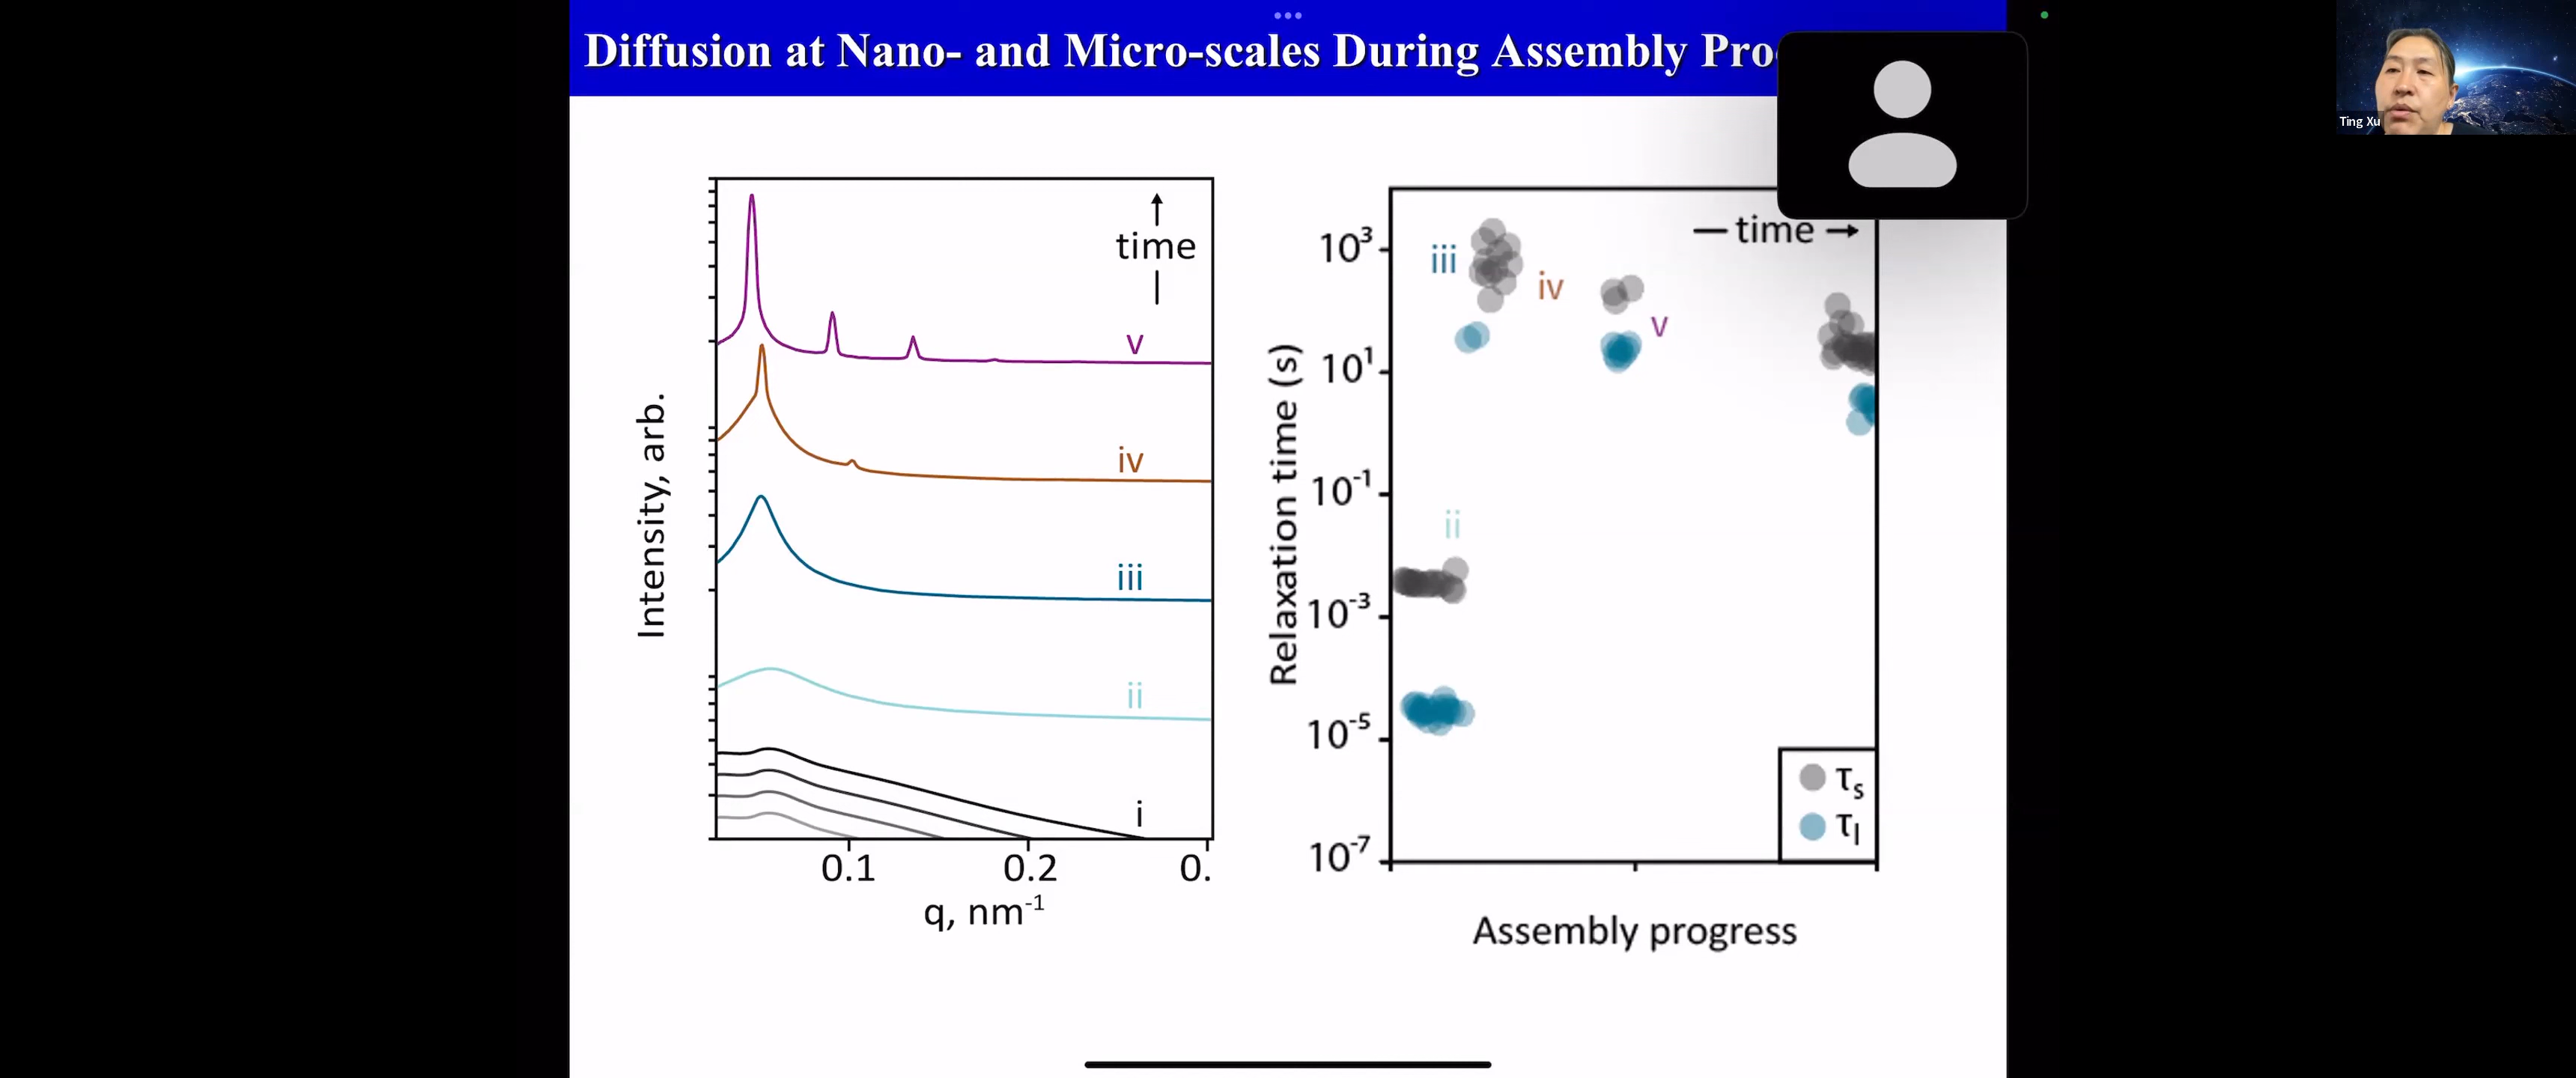 Diffusion at Nano- and Micro-scales During Assembly
Ting Xu
time
v
iv
iii
ii
i
Intensity, arb.
0.1
0.2
0.
q, nm⁻¹
time
10³
10¹
10⁻¹
10⁻³
10⁻⁵
10⁻⁷
iii
iv
v
ii
Relaxation time (s)
τs
τl
Assembly progress